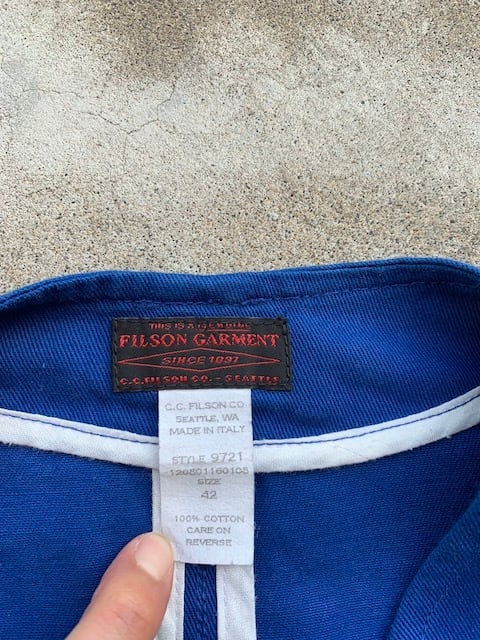 THIS IS A GENUINE
FILSON GARMENT
SINCE 1897
C.C. FILSON CO - SEATTLE
C.C. FILSON CO
SEATTLE, WA
MADE IN ITALY
STYLE 9721
SIZE
42
100% COTTON
CARE ON
REVERSE